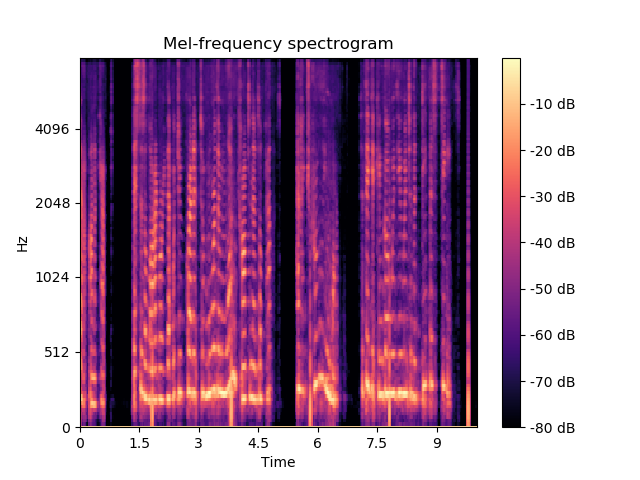 Mel-frequency spectrogram
4096
2048
1024
512
0
Hz
0 1.5 3 4.5 6 7.5 9
Time
-10 dB
-20 dB
-30 dB
-40 dB
-50 dB
-60 dB
-70 dB
-80 dB